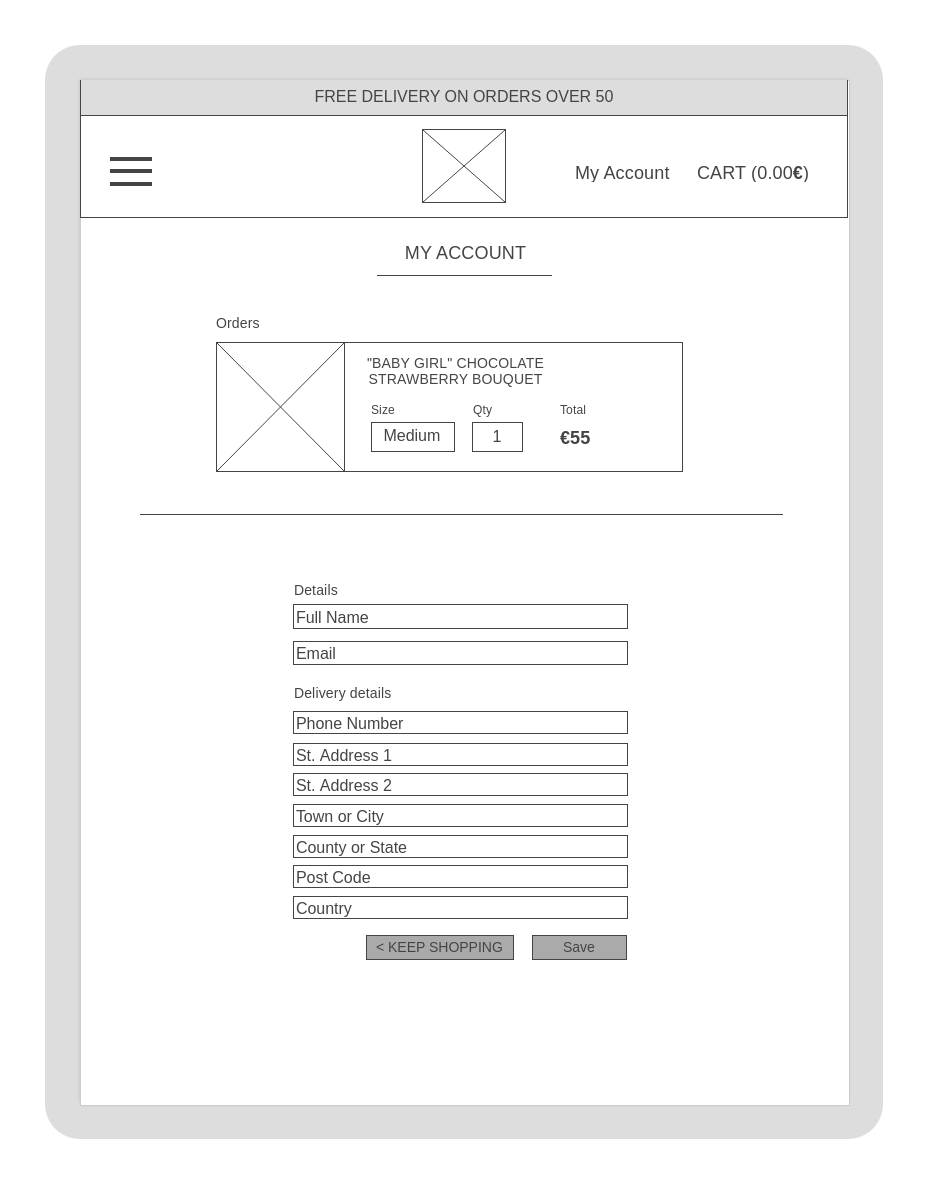 FREE DELIVERY ON ORDERS OVER 50
My Account CART (0.00€)
MY ACCOUNT
Orders
"BABY GIRL" CHOCOLATE
STRAWBERRY BOUQUET
Size Qty Total
Medium 1 €55
Details
Full Name
Email
Delivery details
Phone Number
St. Address 1
St. Address 2
Town or City
County or State
Post Code
Country
< KEEP SHOPPING Save